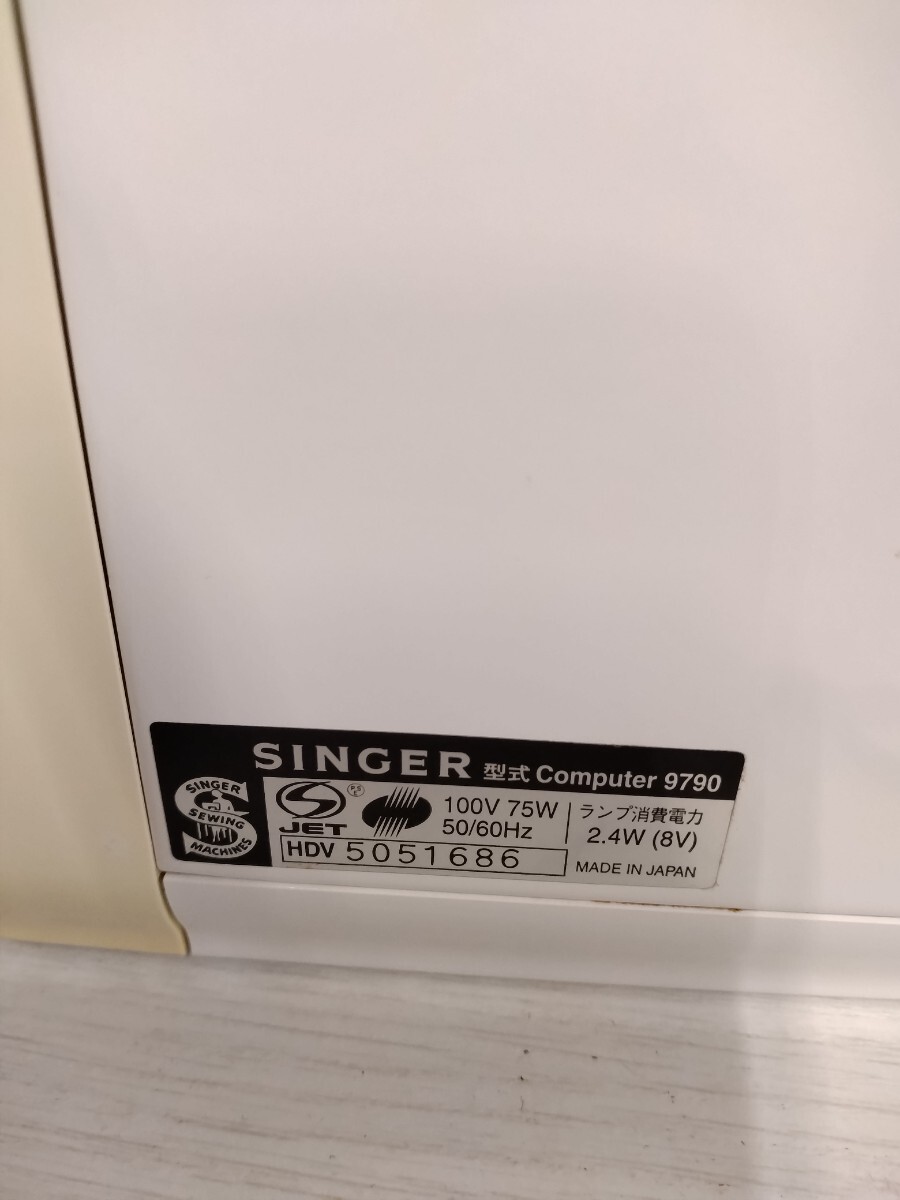 SINGER 型式 Computer 9790
SINGER
SEWING
MACHINES
JET
PS
E
100V 75W
50/60Hz
ランプ消費電力
2.4W (8V)
HDV 5051686
MADE IN JAPAN